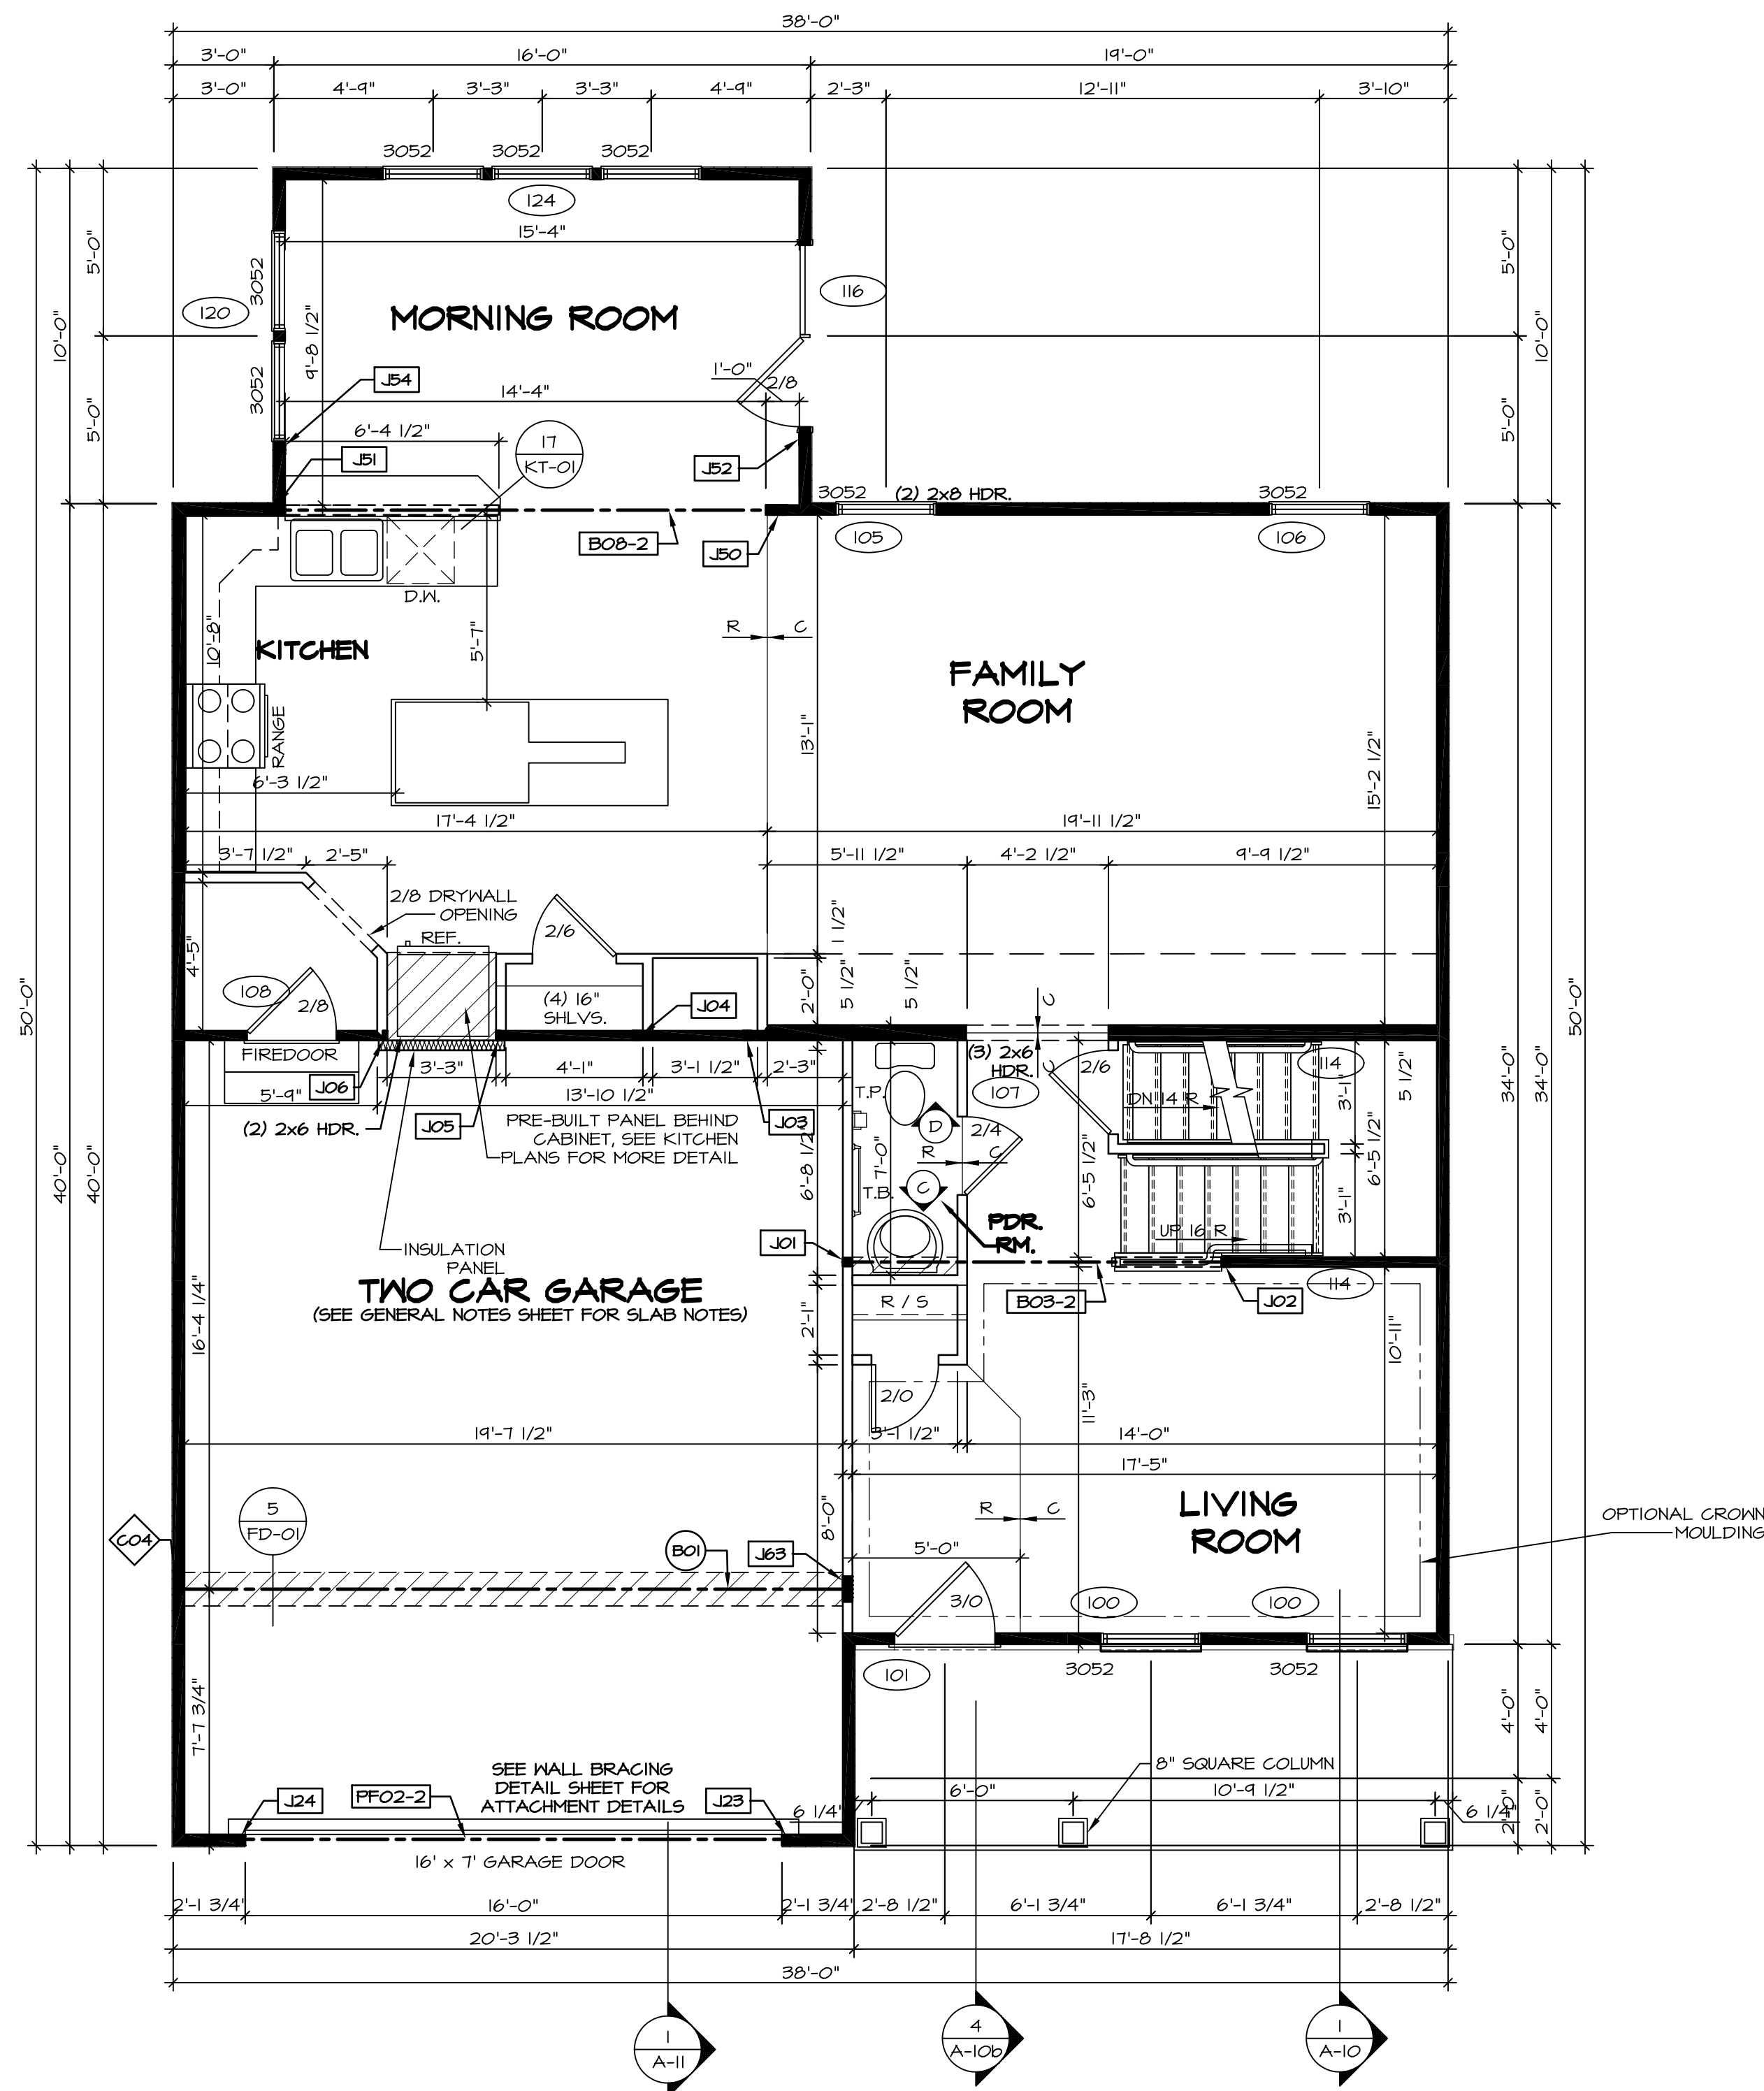 38'-0"
3'-0" 16'-0" 19'-0"
3'-0" 4'-9" 3'-3" 3'-3" 4'-9" 2'-3" 12'-11" 3'-10"
3052 3052 3052
124
15'-4"
5'-0" 5'-0"
10'-0" 10'-0"
5'-0" 5'-0"
120
3052
3052
116
MORNING ROOM
9'-8 1/2"
J54
1'-0"
2/8
14'-4"
6'-4 1/2"
17
KT-01
J51
J52
3052 (2) 2x8 HDR. 3052
105 106
B08-2
J50
D.W.
10'-8"
KITCHEN
5'-7"
R C
FAMILY
ROOM
RANGE
13'-1"
15'-2 1/2"
6'-3 1/2"
17'-4 1/2" 19'-11 1/2"
3'-7 1/2" 2'-5" 5'-11 1/2" 4'-2 1/2" 9'-9 1/2"
2/8 DRYWALL
OPENING
REF.
2/6
1 1/2"
4'-5"
108
2/8
(4) 16"
SHLVS.
J04
2'-0"
5 1/2"
5 1/2"
C
50'-0" 50'-0"
40'-0" 40'-0"
34'-0" 34'-0"
FIREDOOR
J06
3'-3" 4'-1" 3'-1 1/2" 2'-3"
5'-9" 13'-10 1/2"
(2) 2x6 HDR.
J05
PRE-BUILT PANEL BEHIND
CABINET, SEE KITCHEN
PLANS FOR MORE DETAIL
J03
(3) 2x6
HDR.
107
2/6
114
DN 14 R
3'-1"
5 1/2"
T.P.
D
2/4
R C
6'-8 1/2"
7'-0"
T.B.
C
6'-5 1/2"
6'-5 1/2"
3'-1"
UP 16 R
PDR.
RM.
J01
INSULATION
PANEL
TWO CAR GARAGE
(SEE GENERAL NOTES SHEET FOR SLAB NOTES)
16'-4 1/4"
R / S
2'-1"
B03-2
J02
114
10'-11"
2/0
11'-3"
19'-7 1/2" 3'-1 1/2" 14'-0"
17'-5"
5
FD-01
C04
B01
J63
8'-0"
R C
5'-0"
LIVING
ROOM
OPTIONAL CROWN
MOULDING
3/0
100 100
101
3052 3052
7'-7 3/4"
4'-0" 4'-0"
SEE WALL BRACING
DETAIL SHEET FOR
ATTACHMENT DETAILS
J24
PF02-2
J23
8" SQUARE COLUMN
6'-0" 10'-9 1/2"
6 1/4" 6 1/4"
2'-0" 2'-0"
16' x 7' GARAGE DOOR
2'-1 3/4" 16'-0" 2'-1 3/4" 2'-8 1/2" 6'-1 3/4" 6'-1 3/4" 2'-8 1/2"
20'-3 1/2" 17'-8 1/2"
38'-0"
1
A-11
4
A-10b
1
A-10